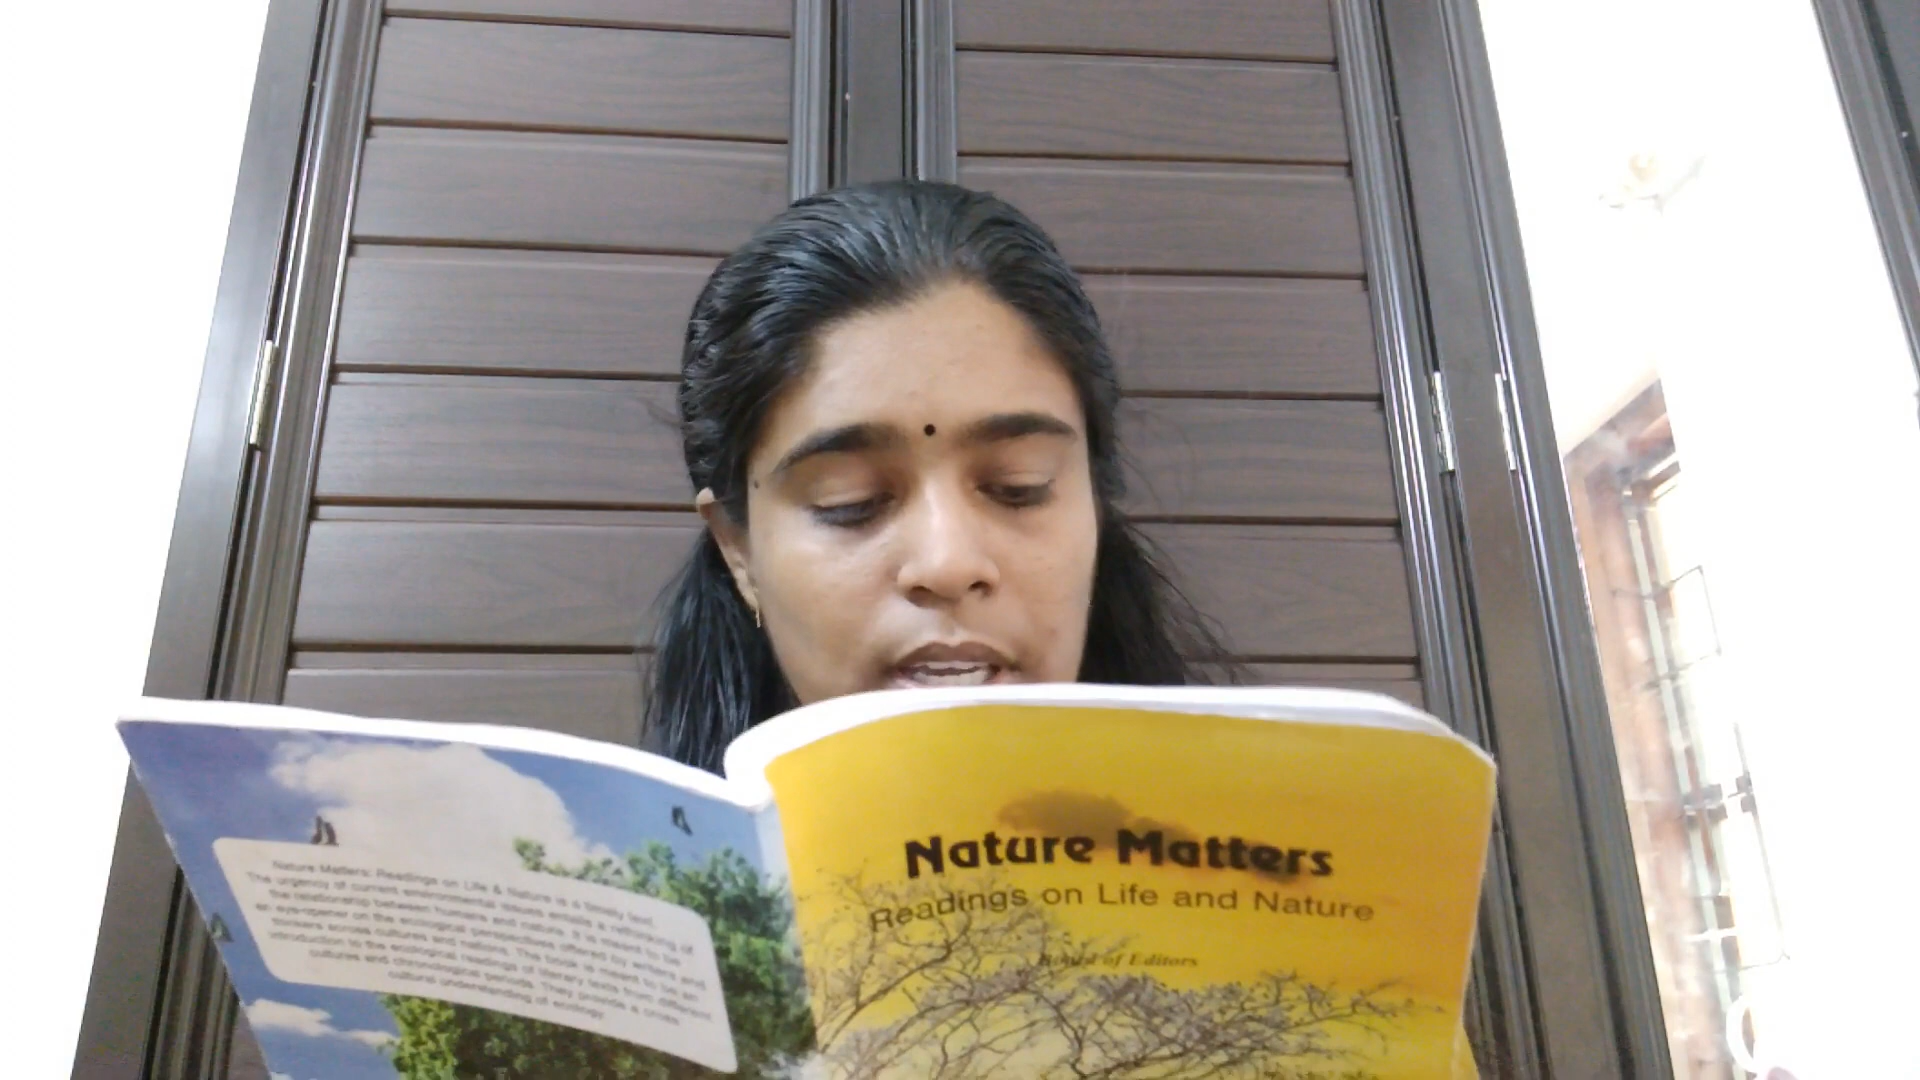 Nature Matters: Readings on Life & Nature is a timely text.
The urgency of current environmental issues entails a rethinking of
the relationship between humans and nature. It is meant to be
an eye-opener on the ecological perspectives offered by writers and
thinkers across cultures and nations. The book is meant to be an
introduction to the ecological readings of literary texts from different
cultures and chronological periods. They provide a cross
cultural understanding of ecology.
Nature Matters
Readings on Life and Nature
Board of Editors